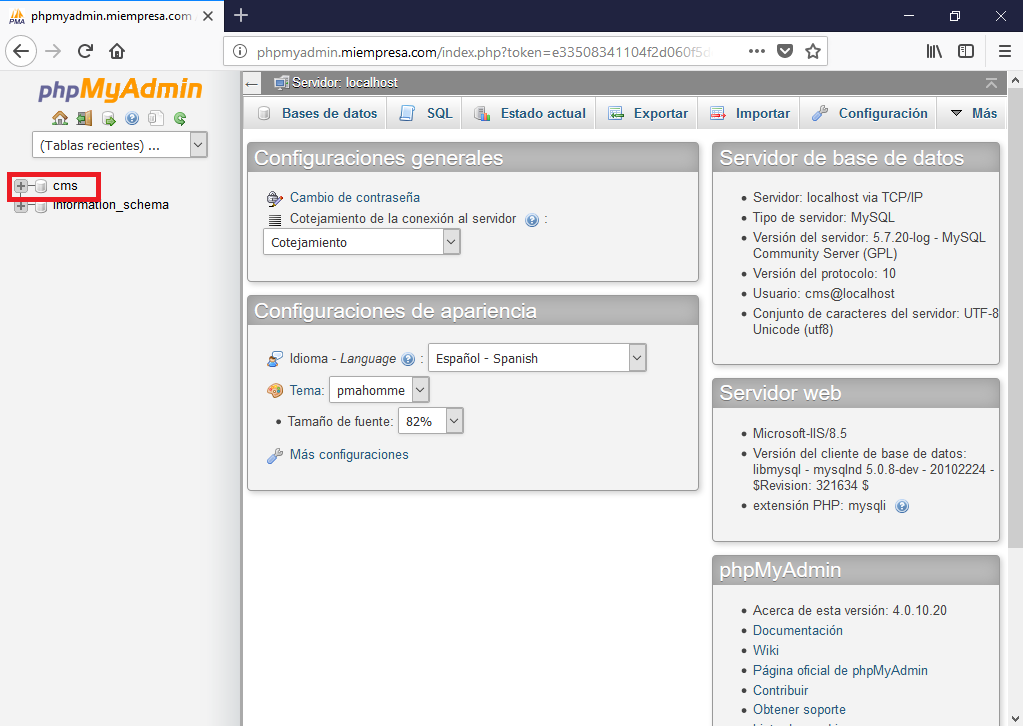 phpmyadmin.miempresa.com
phpmyadmin.miempresa.com/index.php?token=e33508341104f2d060f5d
phpMyAdmin
(Tablas recientes) ...
cms
information_schema
Servidor: localhost
Bases de datos
SQL
Estado actual
Exportar
Importar
Configuración
Más
Configuraciones generales
Cambio de contraseña
Cotejamiento de la conexión al servidor :
Cotejamiento
Configuraciones de apariencia
Idioma - Language : Español - Spanish
Tema: pmahomme
Tamaño de fuente: 82%
Más configuraciones
Servidor de base de datos
Servidor: localhost via TCP/IP
Tipo de servidor: MySQL
Versión del servidor: 5.7.20-log - MySQL
Community Server (GPL)
Versión del protocolo: 10
Usuario: cms@localhost
Conjunto de caracteres del servidor: UTF-8
Unicode (utf8)
Servidor web
Microsoft-IIS/8.5
Versión del cliente de base de datos:
libmysql - mysqlnd 5.0.8-dev - 20102224 -
$Revision: 321634 $
extensión PHP: mysqli
phpMyAdmin
Acerca de esta versión: 4.0.10.20
Documentación
Wiki
Página oficial de phpMyAdmin
Contribuir
Obtener soporte